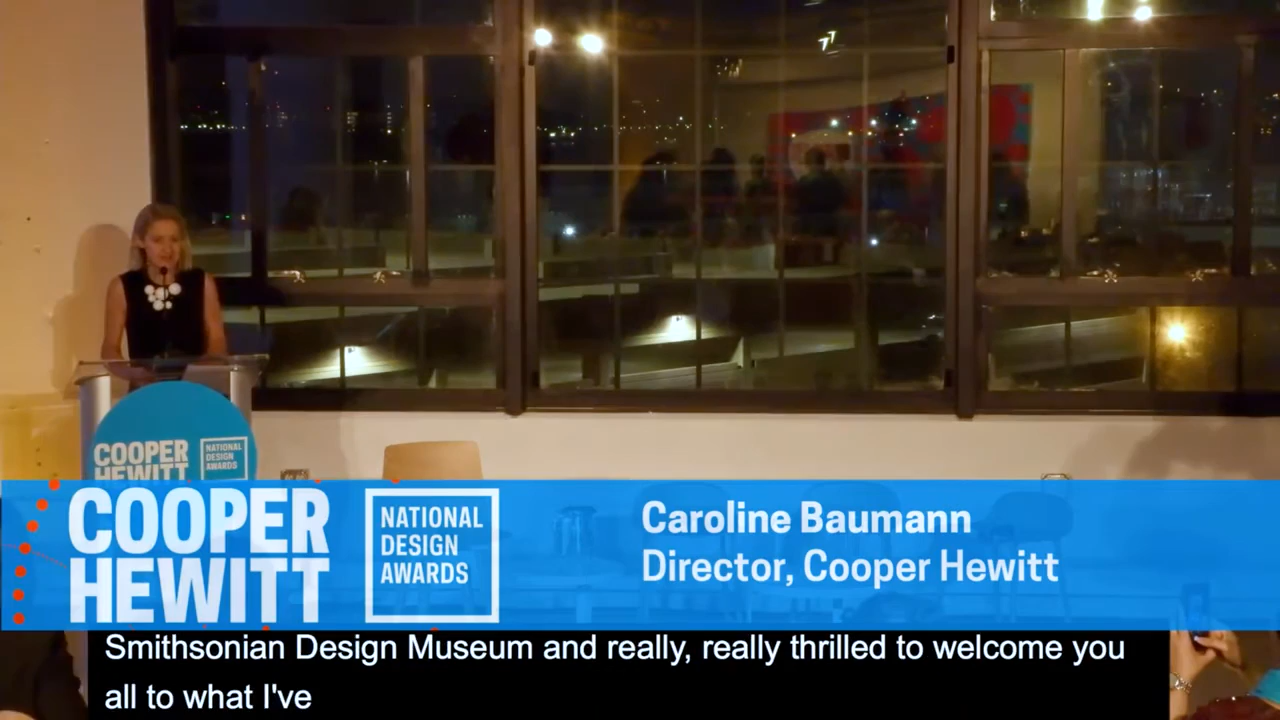 COOPER
HEWITT
NATIONAL
DESIGN
AWARDS
COOPER
HEWITT
NATIONAL
DESIGN
AWARDS
Caroline Baumann
Director, Cooper Hewitt
Smithsonian Design Museum and really, really thrilled to welcome you
all to what I've